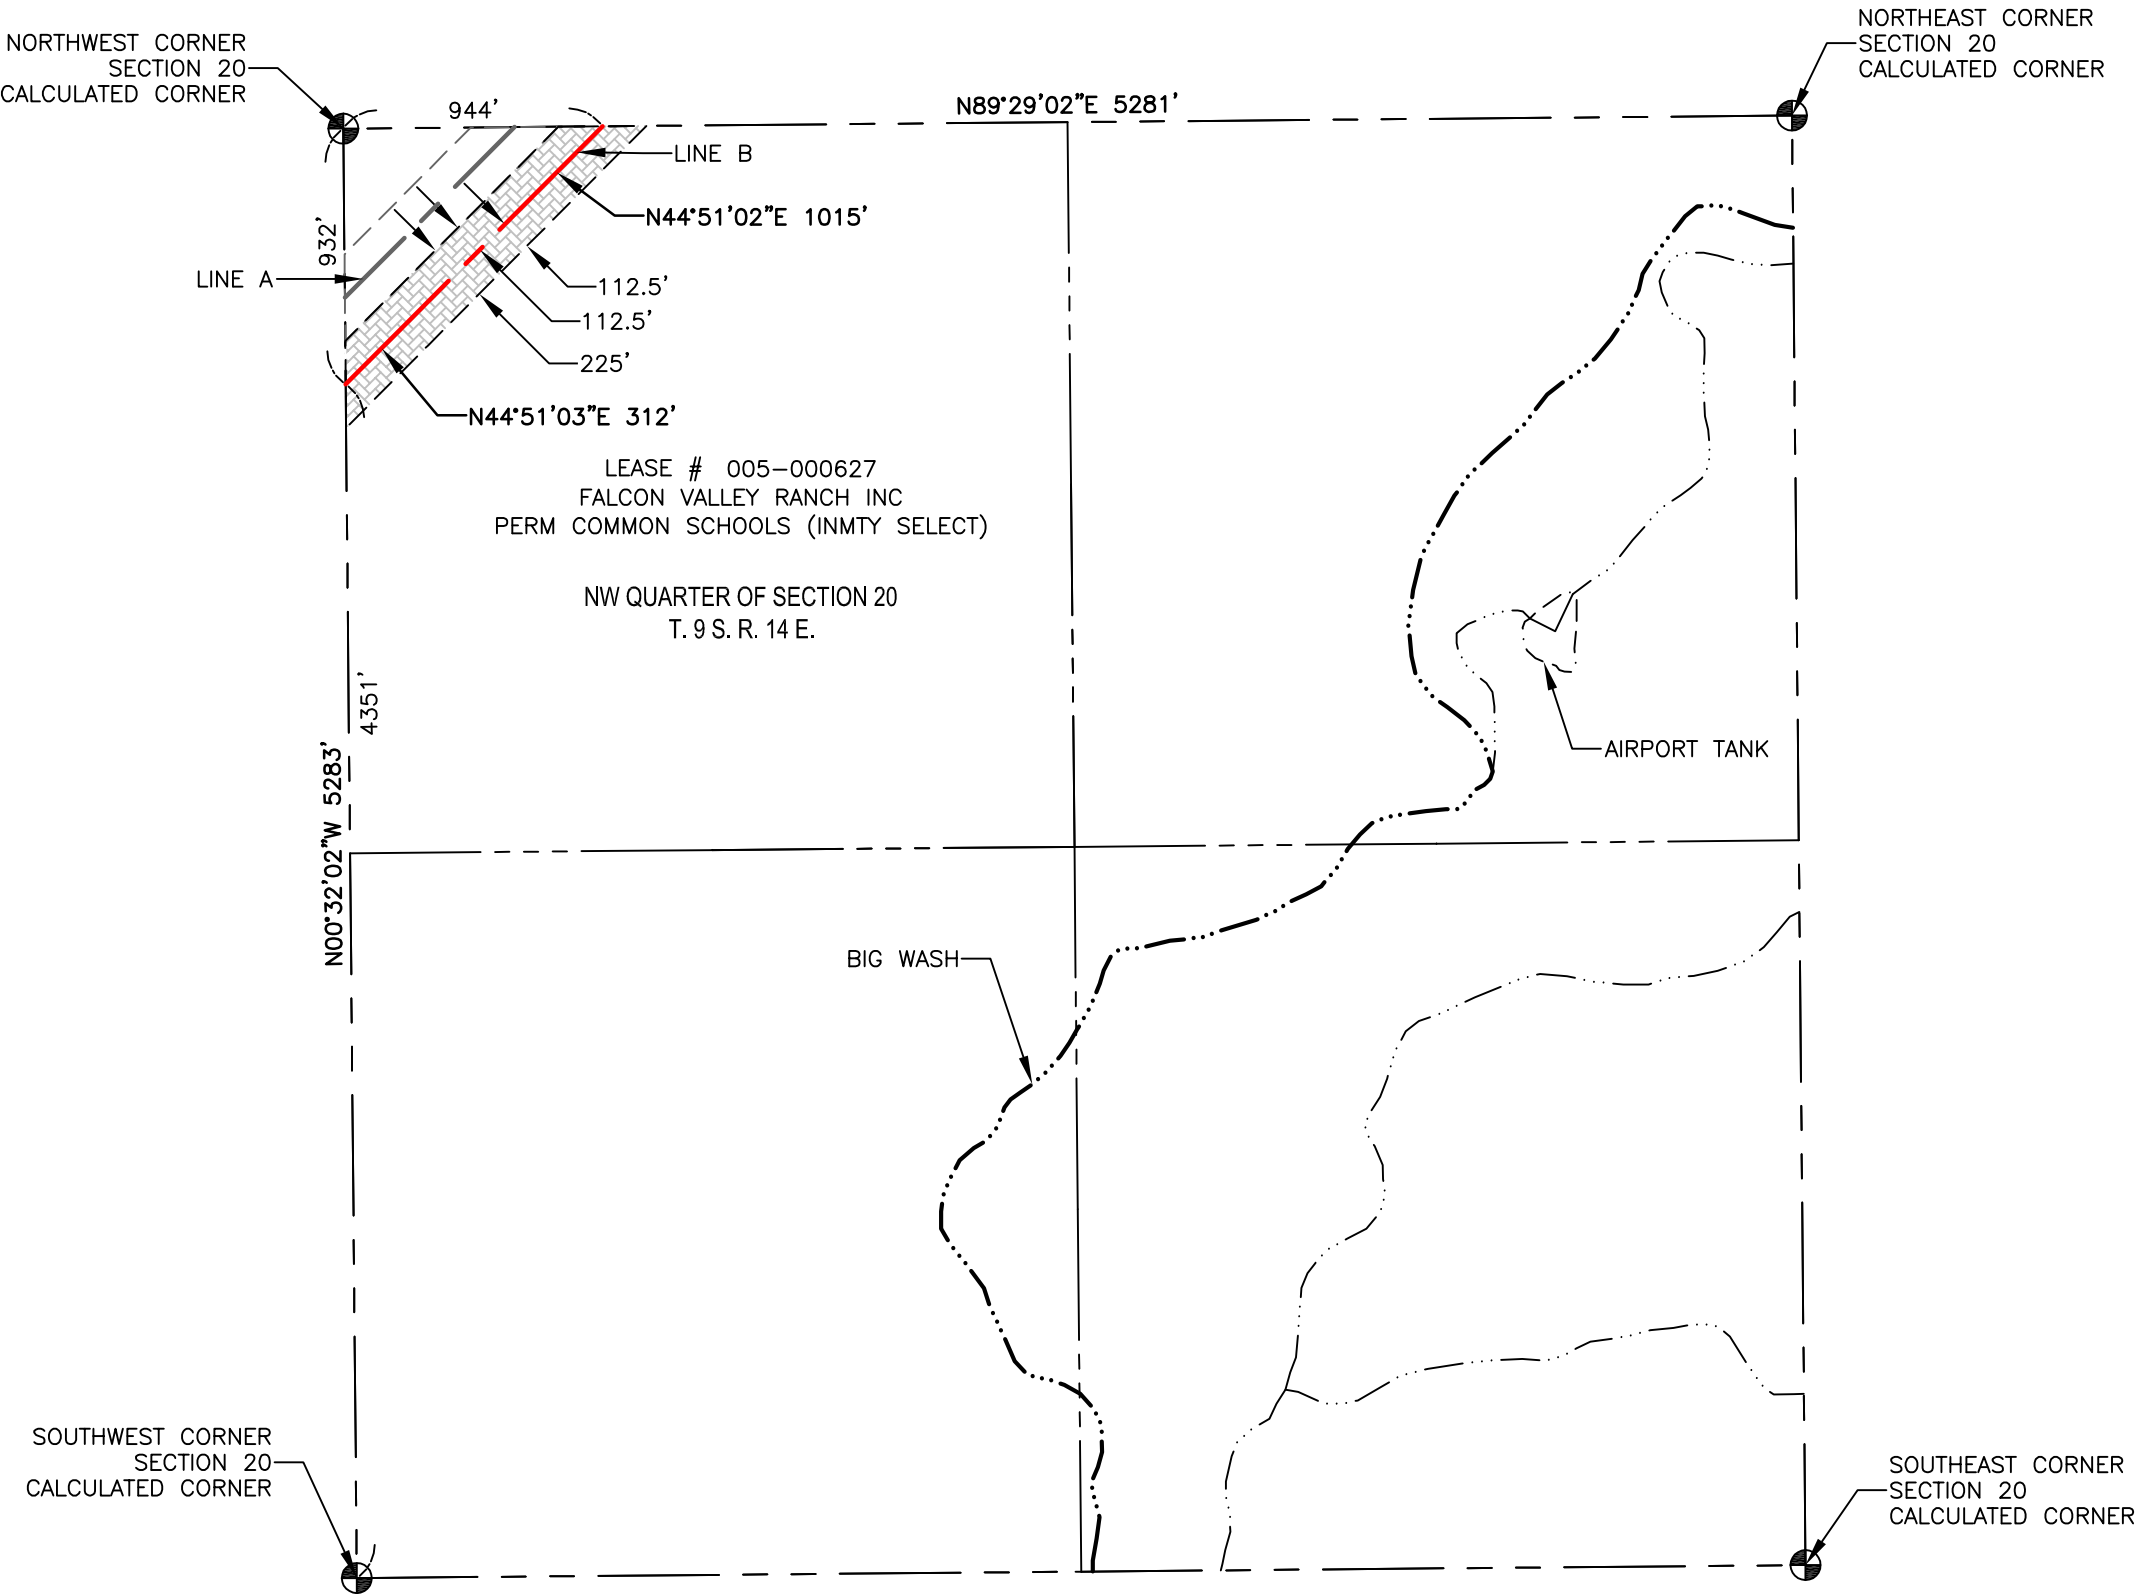 NORTHWEST CORNER
SECTION 20
CALCULATED CORNER
NORTHEAST CORNER
SECTION 20
CALCULATED CORNER
944'
N89°29'02"E 5281'
LINE B
932'
N44°51'02"E 1015'
LINE A
112.5'
112.5'
225'
N44°51'03"E 312'
LEASE # 005-000627
FALCON VALLEY RANCH INC
PERM COMMON SCHOOLS (INMTY SELECT)
NW QUARTER OF SECTION 20
T. 9 S. R. 14 E.
4351'
N00°32'02"W 5283'
AIRPORT TANK
BIG WASH
SOUTHWEST CORNER
SECTION 20
CALCULATED CORNER
SOUTHEAST CORNER
SECTION 20
CALCULATED CORNER